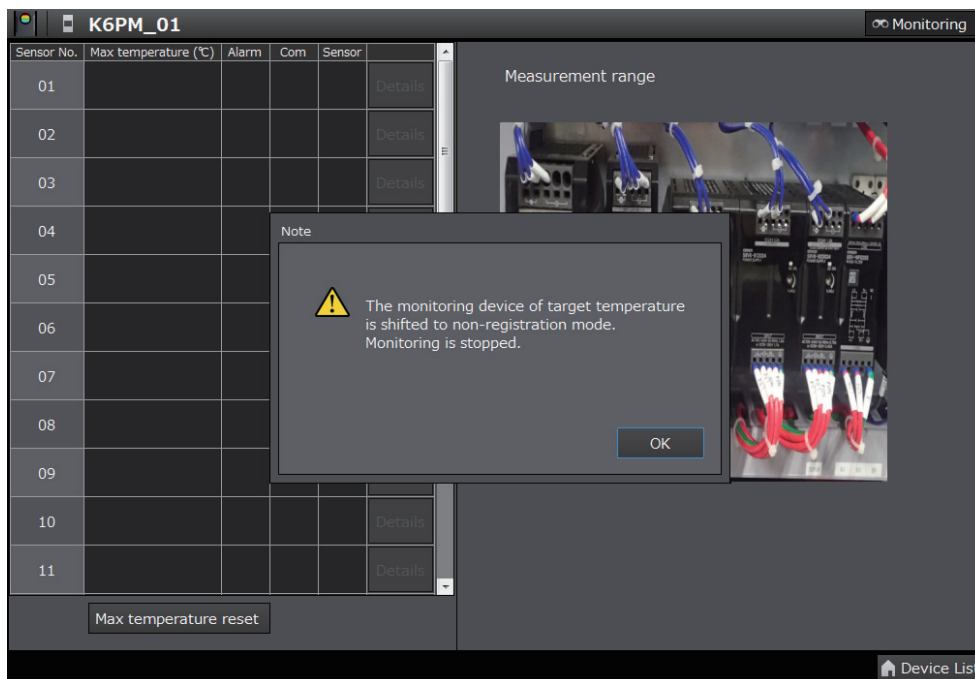 K6PM_01
Monitoring
Sensor No. Max temperature (℃) Alarm Com Sensor
01 Details
02 Details
03 Details
04
05
06
07
08
09
10 Details
11 Details
Max temperature reset
Measurement range
Note
The monitoring device of target temperature
is shifted to non-registration mode.
Monitoring is stopped.
OK
Device List